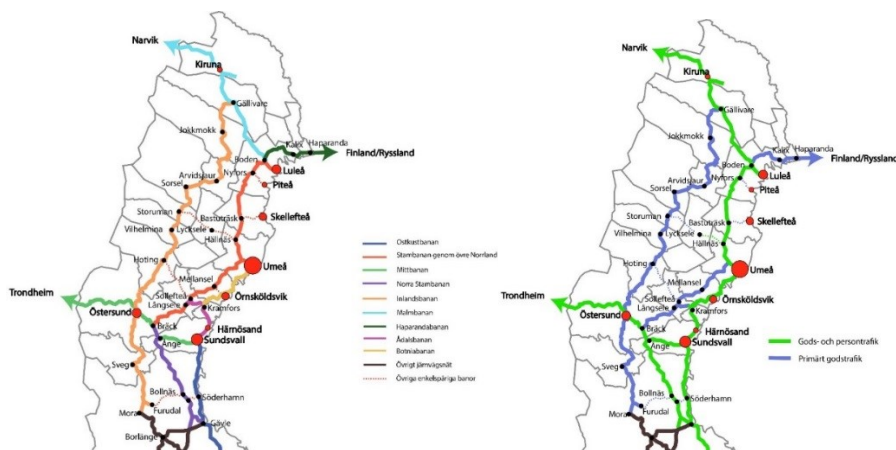 Narvik
Kiruna
Gällivare
Jokkmokk
Boden
Kalix
Haparanda
Finland/Ryssland
Arvidsjaur
Nyfors
Luleå
Sorsel
Piteå
Storuman
Bastuträsk
Skellefteå
Vilhelmina
Lycksele
Hällnäs
Hoting
Umeå
Mellansel
Trondheim
Sollefteå
Långsele
Örnsköldsvik
Östersund
Kramfors
Bräck
Härnösand
Ånge
Sundsvall
Sveg
Bollnäs
Söderhamn
Mora
Furudal
Gävle
Borlänge
Ostkustbanan
Stambanan genom övre Norrland
Mittbanan
Norra Stambanan
Inlandsbanan
Malmbanan
Haparandabanan
Ådalsbanan
Botniabanan
Övrigt järnvägsnät
Övriga enkelspåriga banor
Narvik
Kiruna
Gällivare
Jokkmokk
Boden
Kalix
Haparanda
Finland/Ryssland
Arvidsjaur
Nyfors
Luleå
Sorsel
Piteå
Storuman
Bastuträsk
Skellefteå
Vilhelmina
Lycksele
Hällnäs
Hoting
Umeå
Mellansel
Trondheim
Sollefteå
Långsele
Örnsköldsvik
Östersund
Kramfors
Bräck
Härnösand
Ånge
Sundsvall
Gods- och persontrafik
Primärt godstrafik
Sveg
Bollnäs
Söderhamn
Mora
Furudal